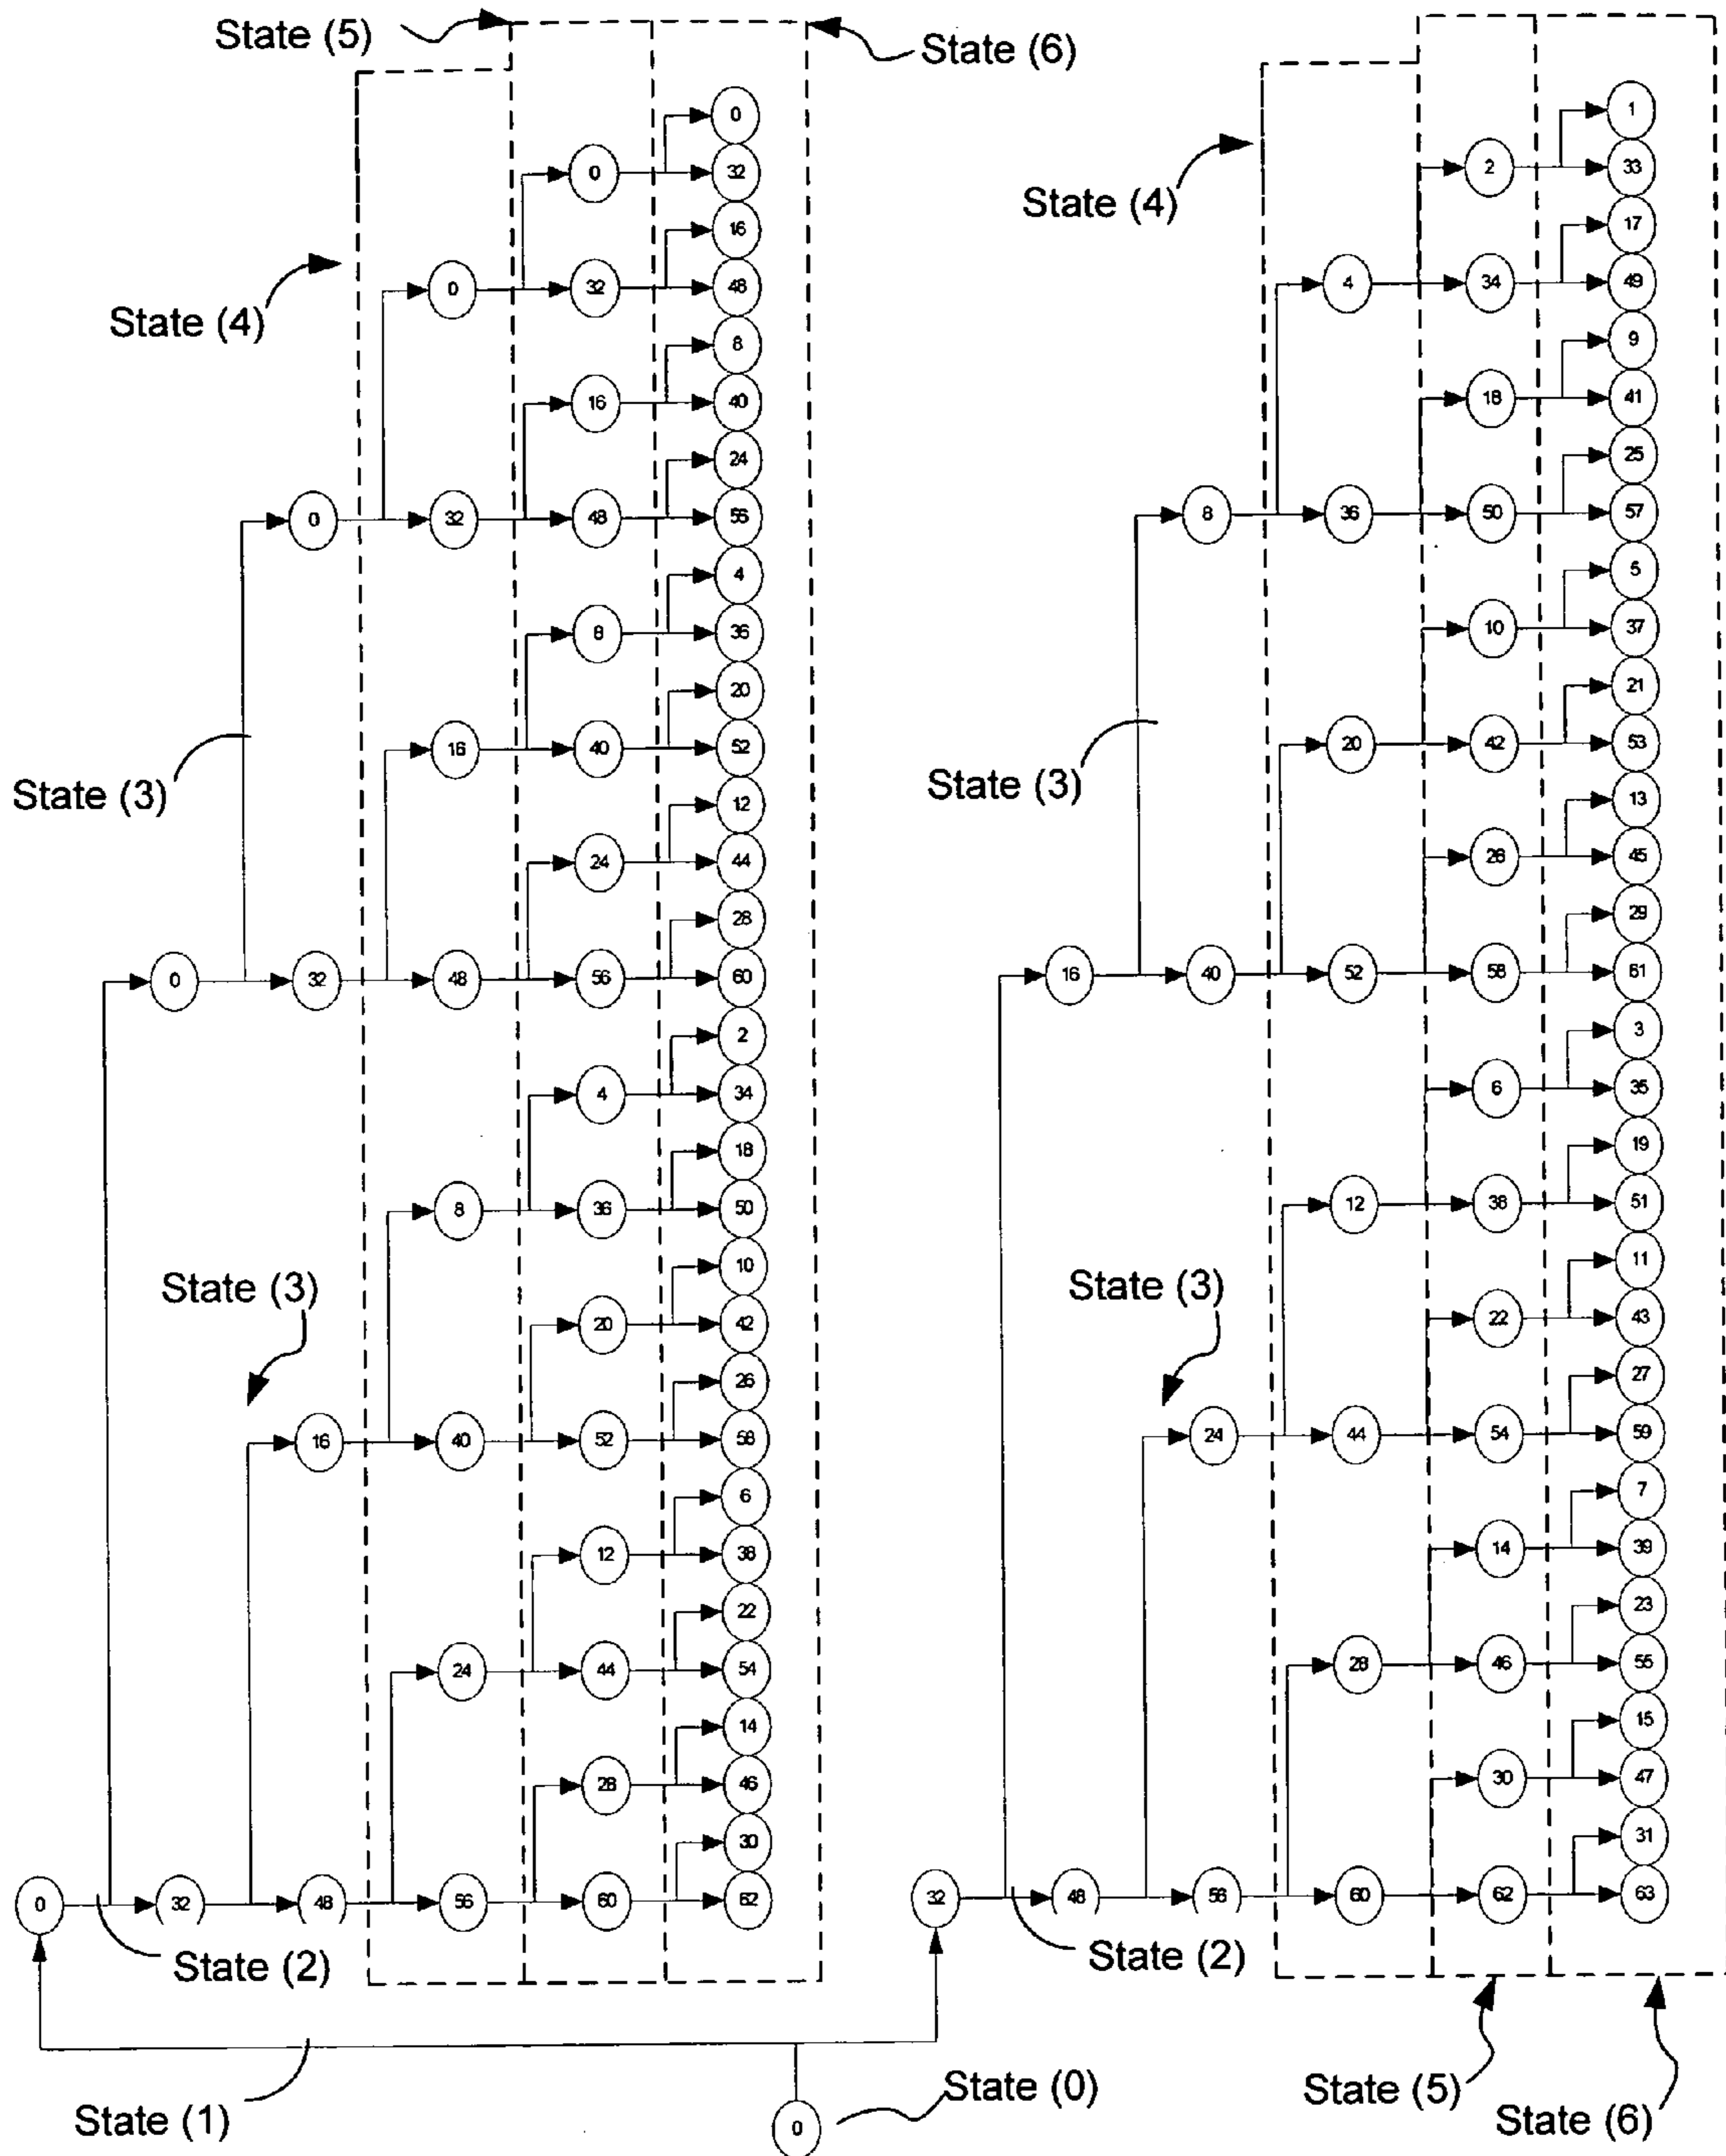 State (5)
State (6)
0 1
0 32 2 33
State (4)
16 17
0 32 48 4 34 49
State (4)
8 9
16 40 18 41
24 25
0 32 48 56 8 36 50 57
4 5
8 36 10 37
20 21
16 40 52 20 42 53
State (3) State (3)
12 13
24 44 26 45
28 29
0 32 48 56 60 16 40 52 58 61
2 3
4 34 6 35
18 19
8 36 50 12 38 51
10 11
State (3) State (3)
20 42 22 43
26 27
16 40 52 58 24 44 54 59
6 7
12 38 14 39
22 23
24 44 54 28 46 55
14 15
28 46 30 47
30 31
0 32 48 56 60 62 32 48 56 60 62 63
State (2) State (2)
State (0) State (5)
State (1) 0 State (6)